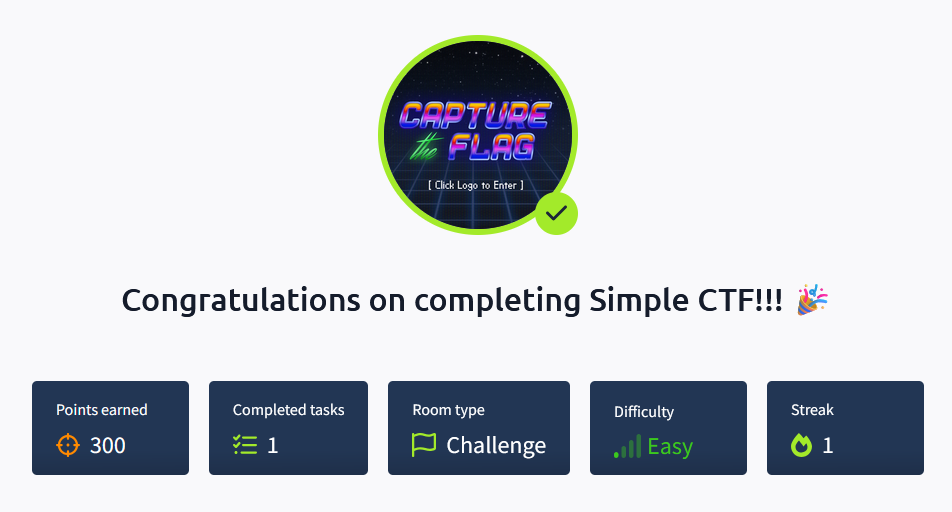 CAPTURE
the FLAG
[ Click Logo to Enter ]
Congratulations on completing Simple CTF!!! 🎉
Points earned
300
Completed tasks
1
Room type
Challenge
Difficulty
Easy
Streak
1